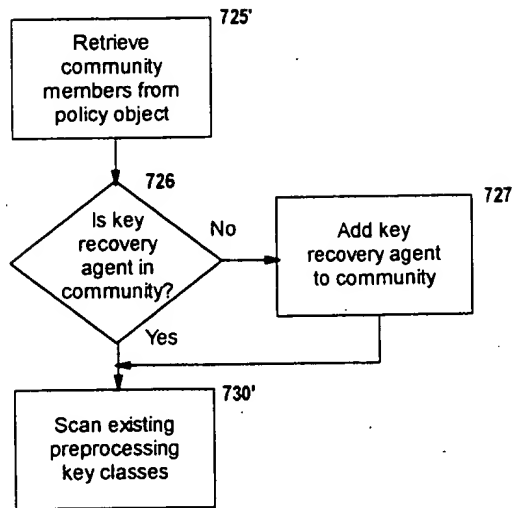 725'
Retrieve
community
members from
policy object
726
Is key
recovery
agent in
community?
No
727
Add key
recovery agent
to community
Yes
730'
Scan existing
preprocessing
key classes